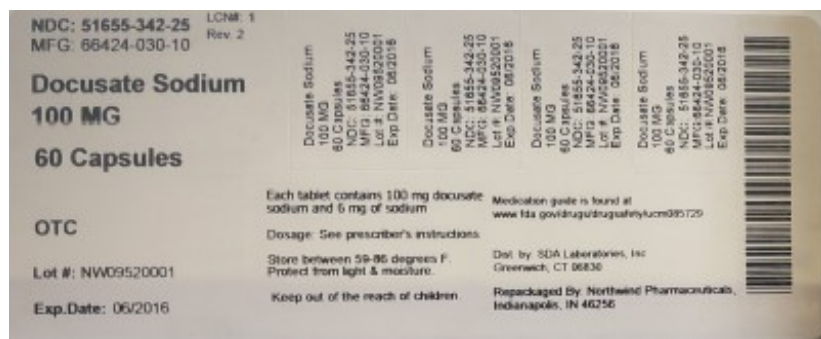 NDC: 51655-342-25
MFG: 66424-030-10
LCN#: 1
Rev. 2
Docusate Sodium
100 MG
60 Capsules
OTC
Lot #: NW09520001
Exp.Date: 06/2016
Docusate Sodium
100 MG
60 Capsules
NDC: 51655-342-25
MFG: 66424-030-10
Lot #: NW09520001
Exp Date: 06/2016
Docusate Sodium
100 MG
60 Capsules
NDC: 51655-342-25
MFG: 66424-030-10
Lot #: NW09520001
Exp Date: 06/2016
Docusate Sodium
100 MG
60 Capsules
NDC: 51655-342-25
MFG: 66424-030-10
Lot #: NW09520001
Exp Date: 06/2016
Docusate Sodium
100 MG
60 Capsules
NDC: 51655-342-25
MFG:66424-030-10
Lot #: NW09520001
Exp Date: 06/2016
Each tablet contains 100 mg docusate
sodium and 6 mg of sodium
Dosage: See prescriber's instructions
Store between 59-86 degrees F.
Protect from light & moisture.
Keep out of the reach of children.
Medication guide is found at
www.fda.gov/drugs/drugsafety/ucm085729
Dist. by: SDA Laboratories, Inc
Greenwich, CT 06830
Repackaged By: Northwind Pharmaceuticals,
Indianapolis, IN 46256